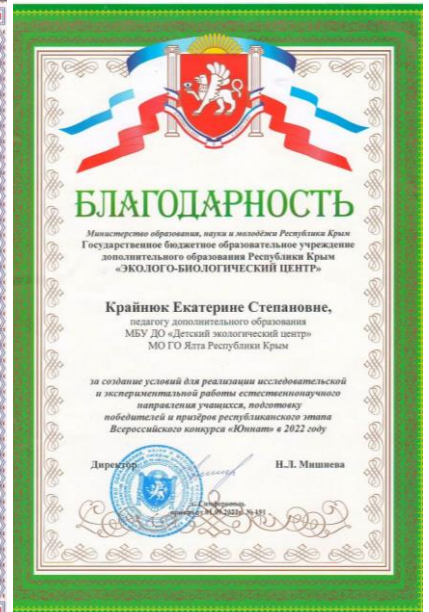 БЛАГОДАРНОСТЬ
Министерство образования, науки и молодёжи Республики Крым
Государственное бюджетное образовательное учреждение
дополнительного образования Республики Крым
«ЭКОЛОГО-БИОЛОГИЧЕСКИЙ ЦЕНТР»
Крайнюк Екатерине Степановне,
педагогу дополнительного образования
МБУ ДО «Детский экологический центр»
МО ГО Ялта Республики Крым
за создание условий для реализации исследовательской
и экспериментальной работы естественнонаучного
направления учащихся, подготовку
победителей и призёров республиканского этапа
Всероссийского конкурса «Юннат» в 2022 году
Директор Н.Л. Мишнева
№ 191